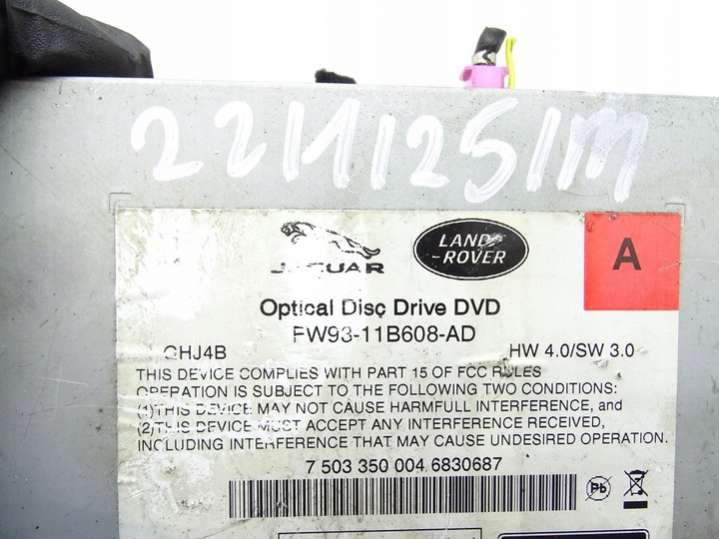 2211125/M
JAGUAR
LAND
-ROVER
A
Optical Disc Drive DVD
FW93-11B608-AD
GHJ4B
HW 4.0/SW 3.0
THIS DEVICE COMPLIES WITH PART 15 OF FCC RULES
OPERATION IS SUBJECT TO THE FOLLOWING TWO CONDITIONS:
(1)THIS DEVICE MAY NOT CAUSE HARMFULL INTERFERENCE, and
(2)THIS DEVICE MUST ACCEPT ANY INTERFERENCE RECEIVED,
INCLUDING INTERFERENCE THAT MAY CAUSE UNDESIRED OPERATION.
7 503 350 004 6830687
Pb